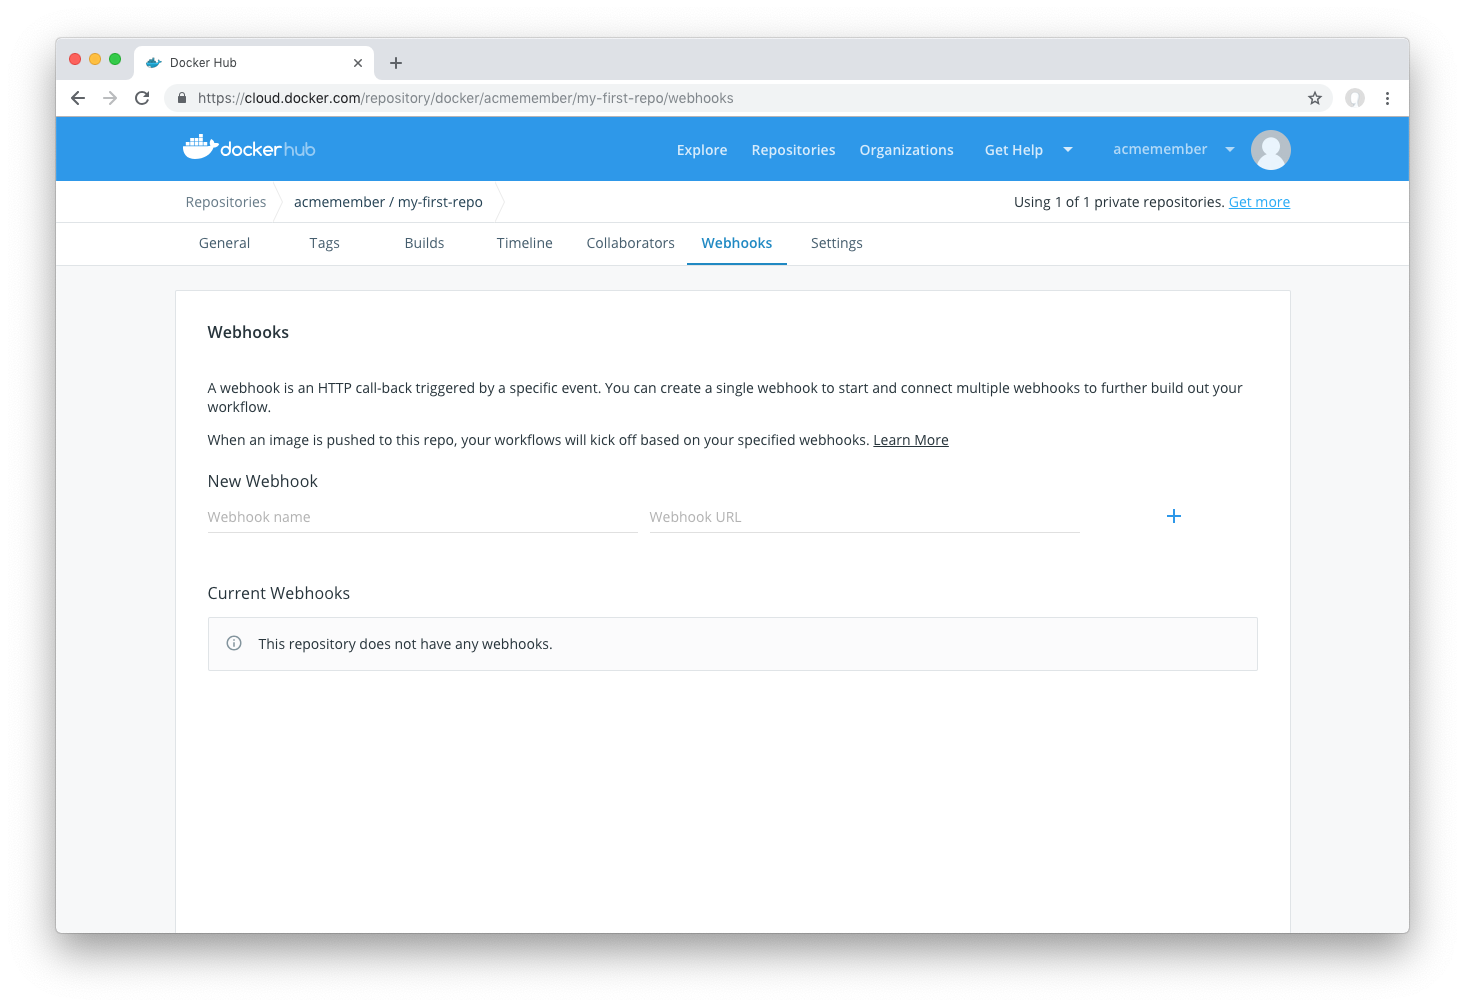 Docker Hub
https://cloud.docker.com/repository/docker/acmemember/my-first-repo/webhooks
dockerhub Explore Repositories Organizations Get Help acmemember
Repositories acmemember / my-first-repo Using 1 of 1 private repositories. Get more
General Tags Builds Timeline Collaborators Webhooks Settings
Webhooks
A webhook is an HTTP call-back triggered by a specific event. You can create a single webhook to start and connect multiple webhooks to further build out your
workflow.
When an image is pushed to this repo, your workflows will kick off based on your specified webhooks. Learn More
New Webhook
Webhook name Webhook URL
Current Webhooks
This repository does not have any webhooks.